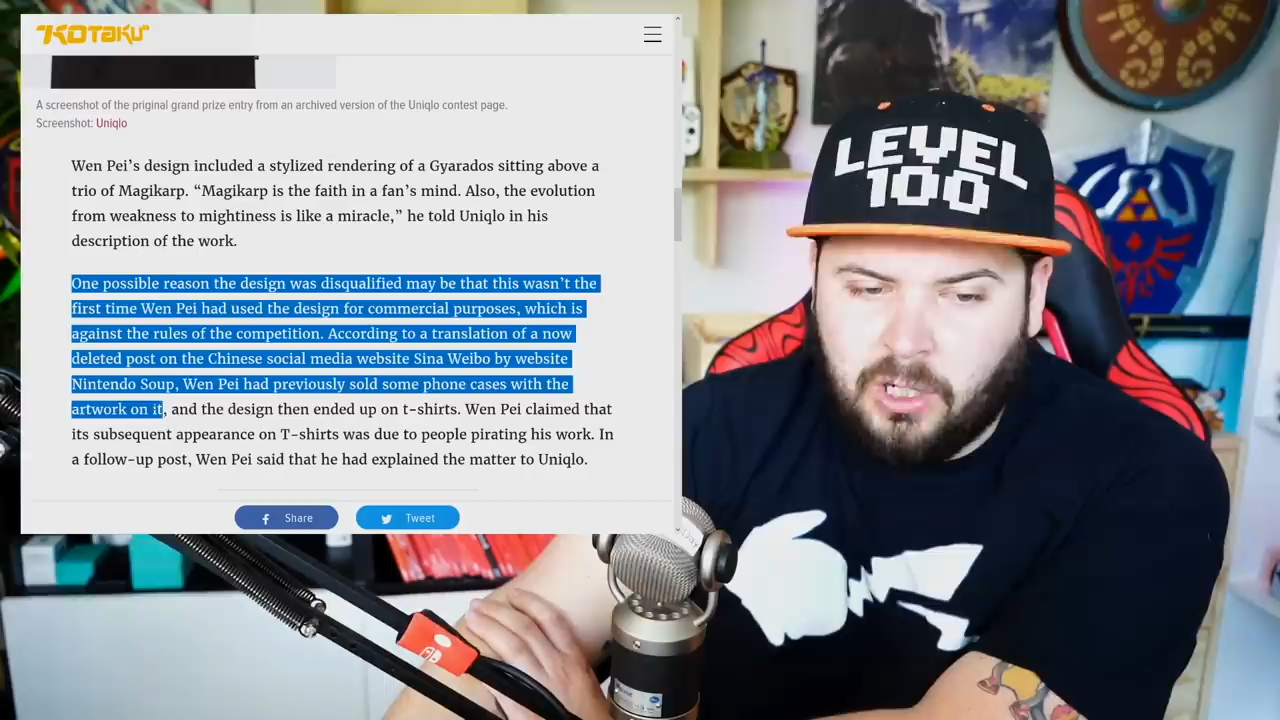 KOTAKU
A screenshot of the priginal grand prize entry from an archived version of the Uniqlo contest page.
Screenshot: Uniqlo
Wen Pei's design included a stylized rendering of a Gyarados sitting above a
trio of Magikarp. “Magikarp is the faith in a fan's mind. Also, the evolution
from weakness to mightiness is like a miracle,” he told Uniqlo in his
description of the work.
One possible reason the design was disqualified may be that this wasn't the
first time Wen Pei had used the design for commercial purposes, which is
against the rules of the competition. According to a translation of a now
deleted post on the Chinese social media website Sina Weibo by website
Nintendo Soup, Wen Pei had previously sold some phone cases with the
artwork on it, and the design then ended up on t-shirts. Wen Pei claimed that
its subsequent appearance on T-shirts was due to people pirating his work. In
a follow-up post, Wen Pei said that he had explained the matter to Uniqlo.
Share
Tweet
LEVEL
100